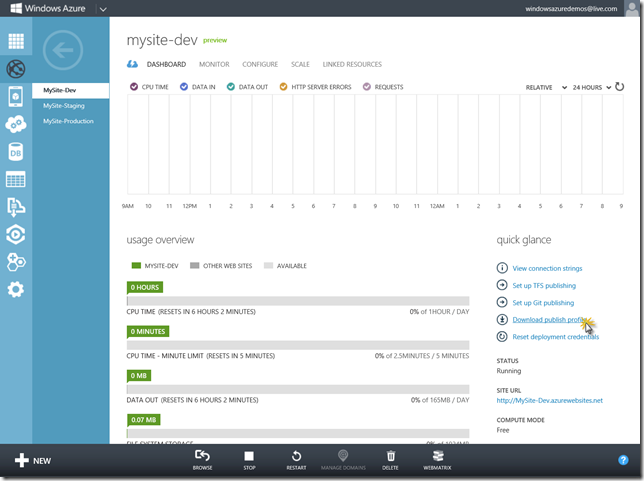 Windows Azure
windowsazuredemos@live.com
mysite-dev preview
DASHBOARD MONITOR CONFIGURE SCALE LINKED RESOURCES
MySite-Dev
MySite-Staging
MySite-Production
CPU TIME DATA IN DATA OUT HTTP SERVER ERRORS REQUESTS RELATIVE 24 HOURS
9AM 10 11 12PM 1 2 3 4 5 6 7 8 9 10 11 12AM 1 2 3 4 5 6 7 8 9
usage overview
MYSITE-DEV OTHER WEB SITES AVAILABLE
0 HOURS
CPU TIME (RESETS IN 6 HOURS 2 MINUTES) 0% of 1HOUR / DAY
0 MINUTES
CPU TIME - MINUTE LIMIT (RESETS IN 5 MINUTES) 0% of 2.5MINUTES / 5 MINUTES
0 MB
DATA OUT (RESETS IN 6 HOURS 2 MINUTES) 0% of 165MB / DAY
0.07 MB
FILE SYSTEM STORAGE 0% of 1024MB
quick glance
View connection strings
Set up TFS publishing
Set up Git publishing
Download publish profile
Reset deployment credentials
STATUS
Running
SITE URL
http://MySite-Dev.azurewebsites.net
COMPUTE MODE
Free
NEW
BROWSE STOP RESTART MANAGE DOMAINS DELETE WEBMATRIX
?